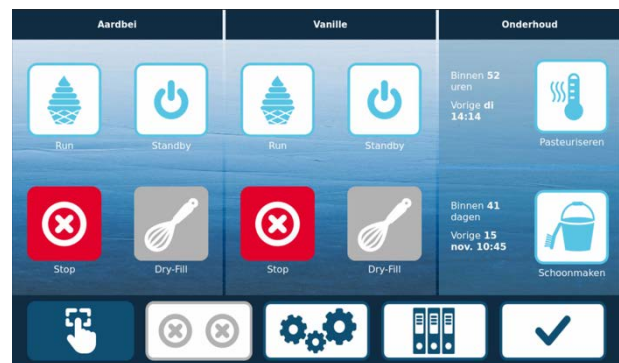 Aardbei
Vanille
Onderhoud
Run
Standby
Run
Standby
Binnen 52
uren
Vorige di
14:14
Pasteuriseren
Stop
Dry-Fill
Stop
Dry-Fill
Binnen 41
dagen
Vorige 15
nov. 10:45
Schoonmaken